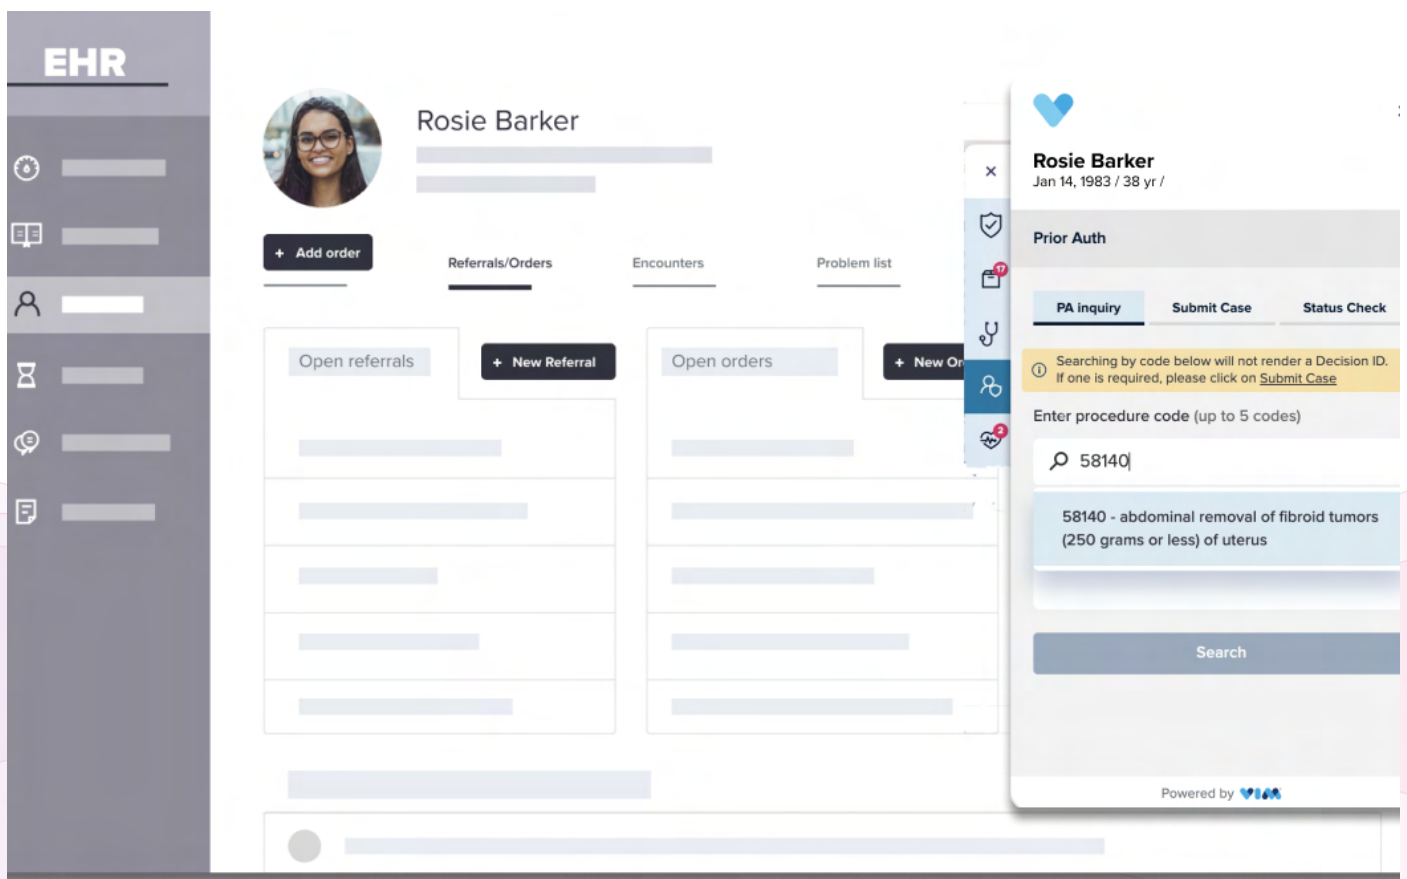 EHR
Rosie Barker
+ Add order
Referrals/Orders
Encounters
Problem list
Open referrals
+ New Referral
Open orders
+ New Or
17
2
Rosie Barker
Jan 14, 1983 / 38 yr /
Prior Auth
PA inquiry
Submit Case
Status Check
Searching by code below will not render a Decision ID.
If one is required, please click on Submit Case
Enter procedure code (up to 5 codes)
58140
58140 - abdominal removal of fibroid tumors
(250 grams or less) of uterus
Search
Powered by VIM